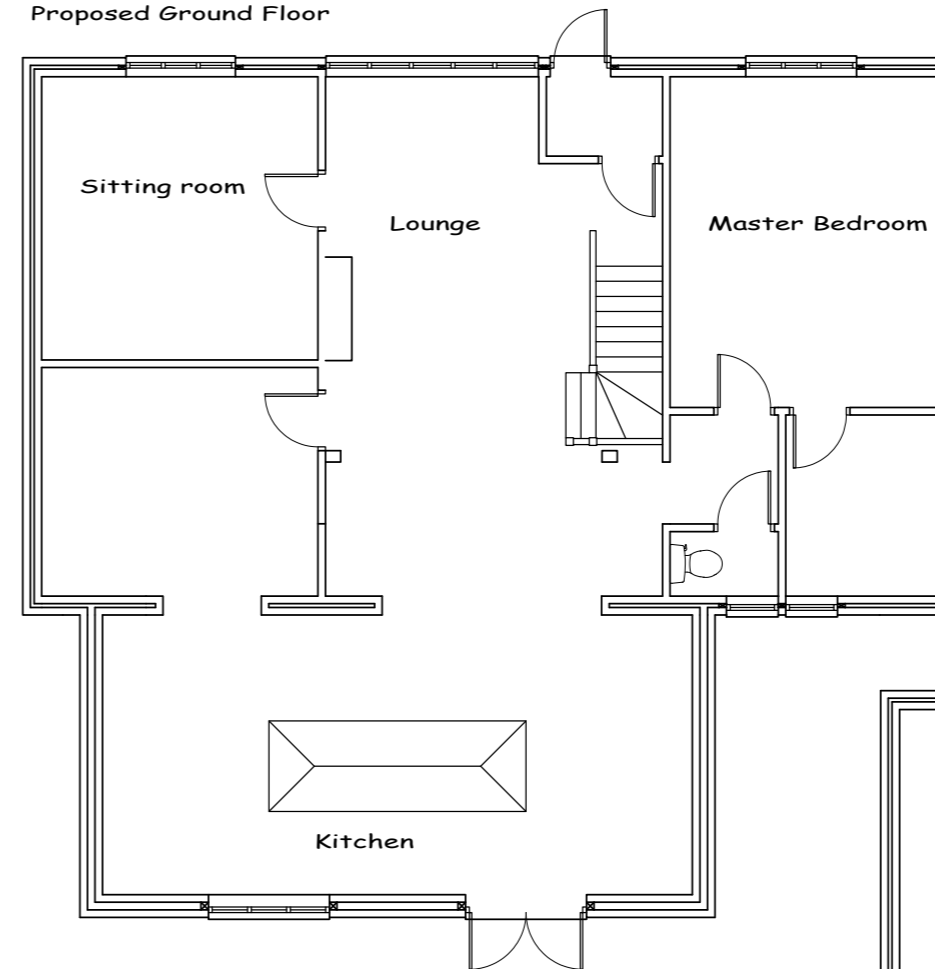 Proposed Ground Floor
Sitting room
Lounge
Master Bedroom
Kitchen